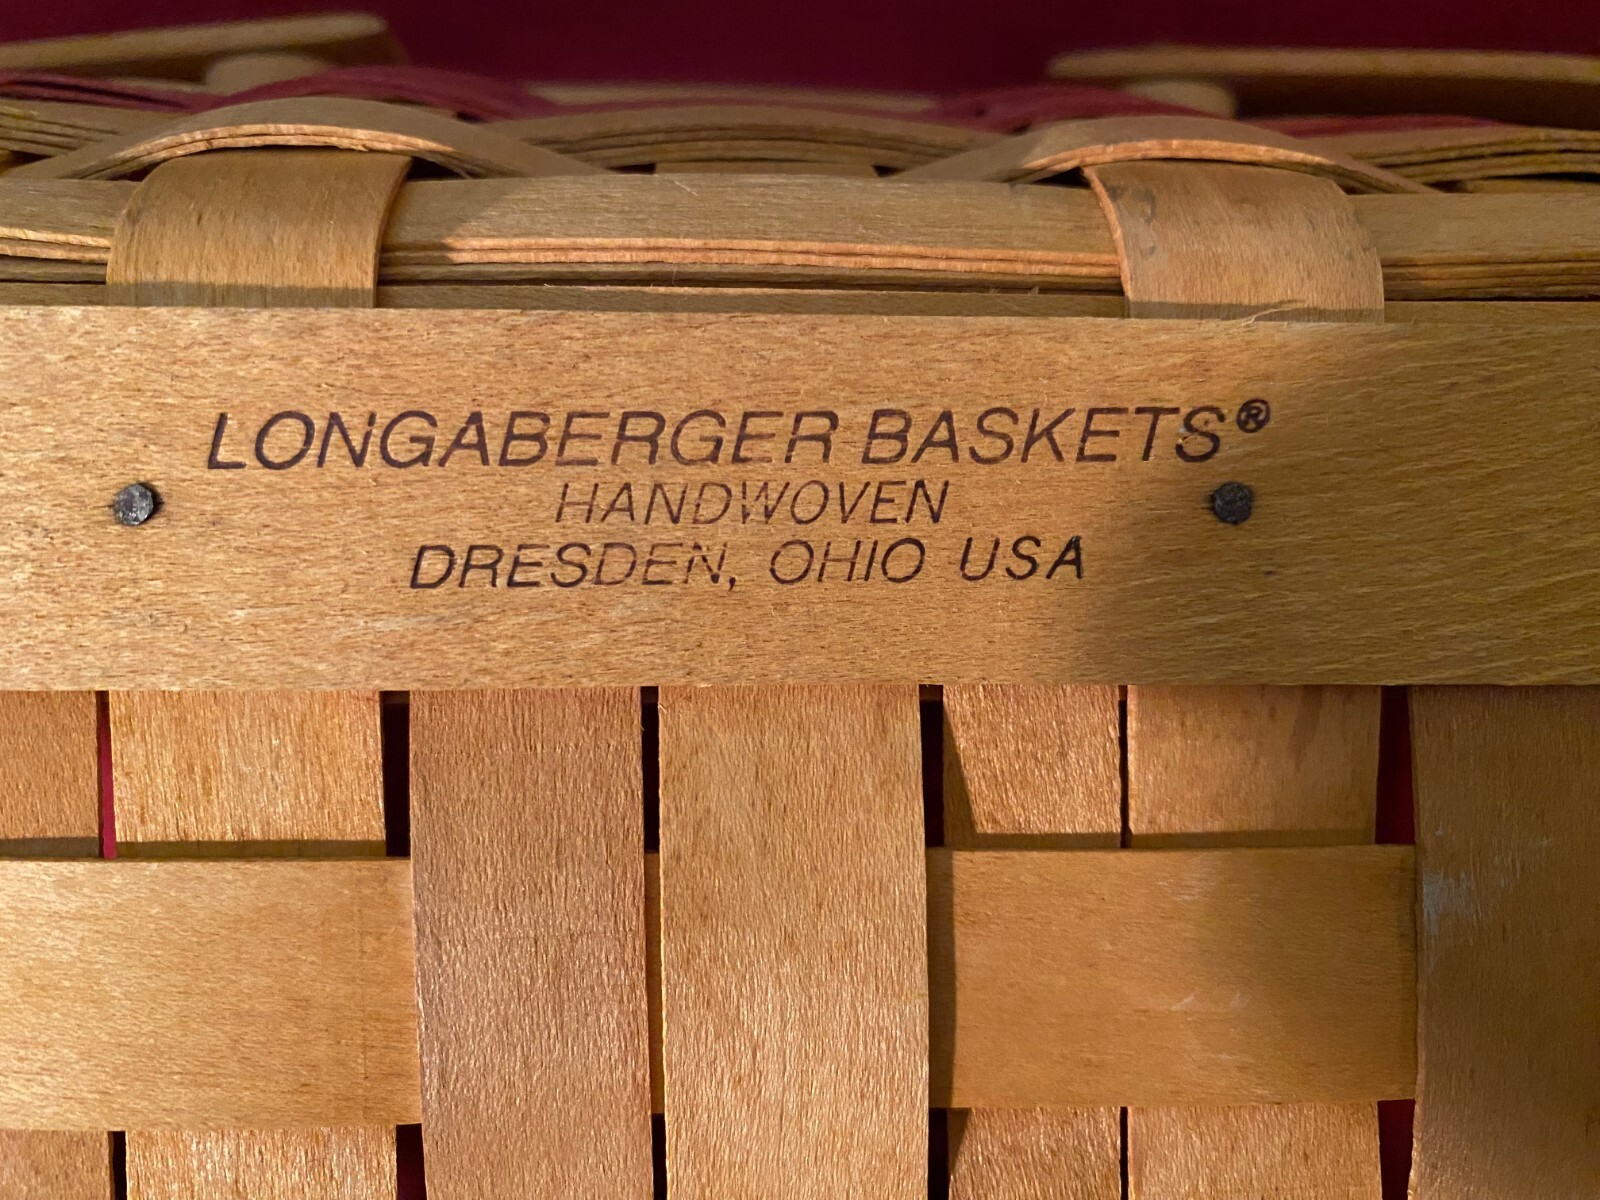 LONGABERGER BASKETS®
HANDWOVEN
DRESDEN, OHIO USA